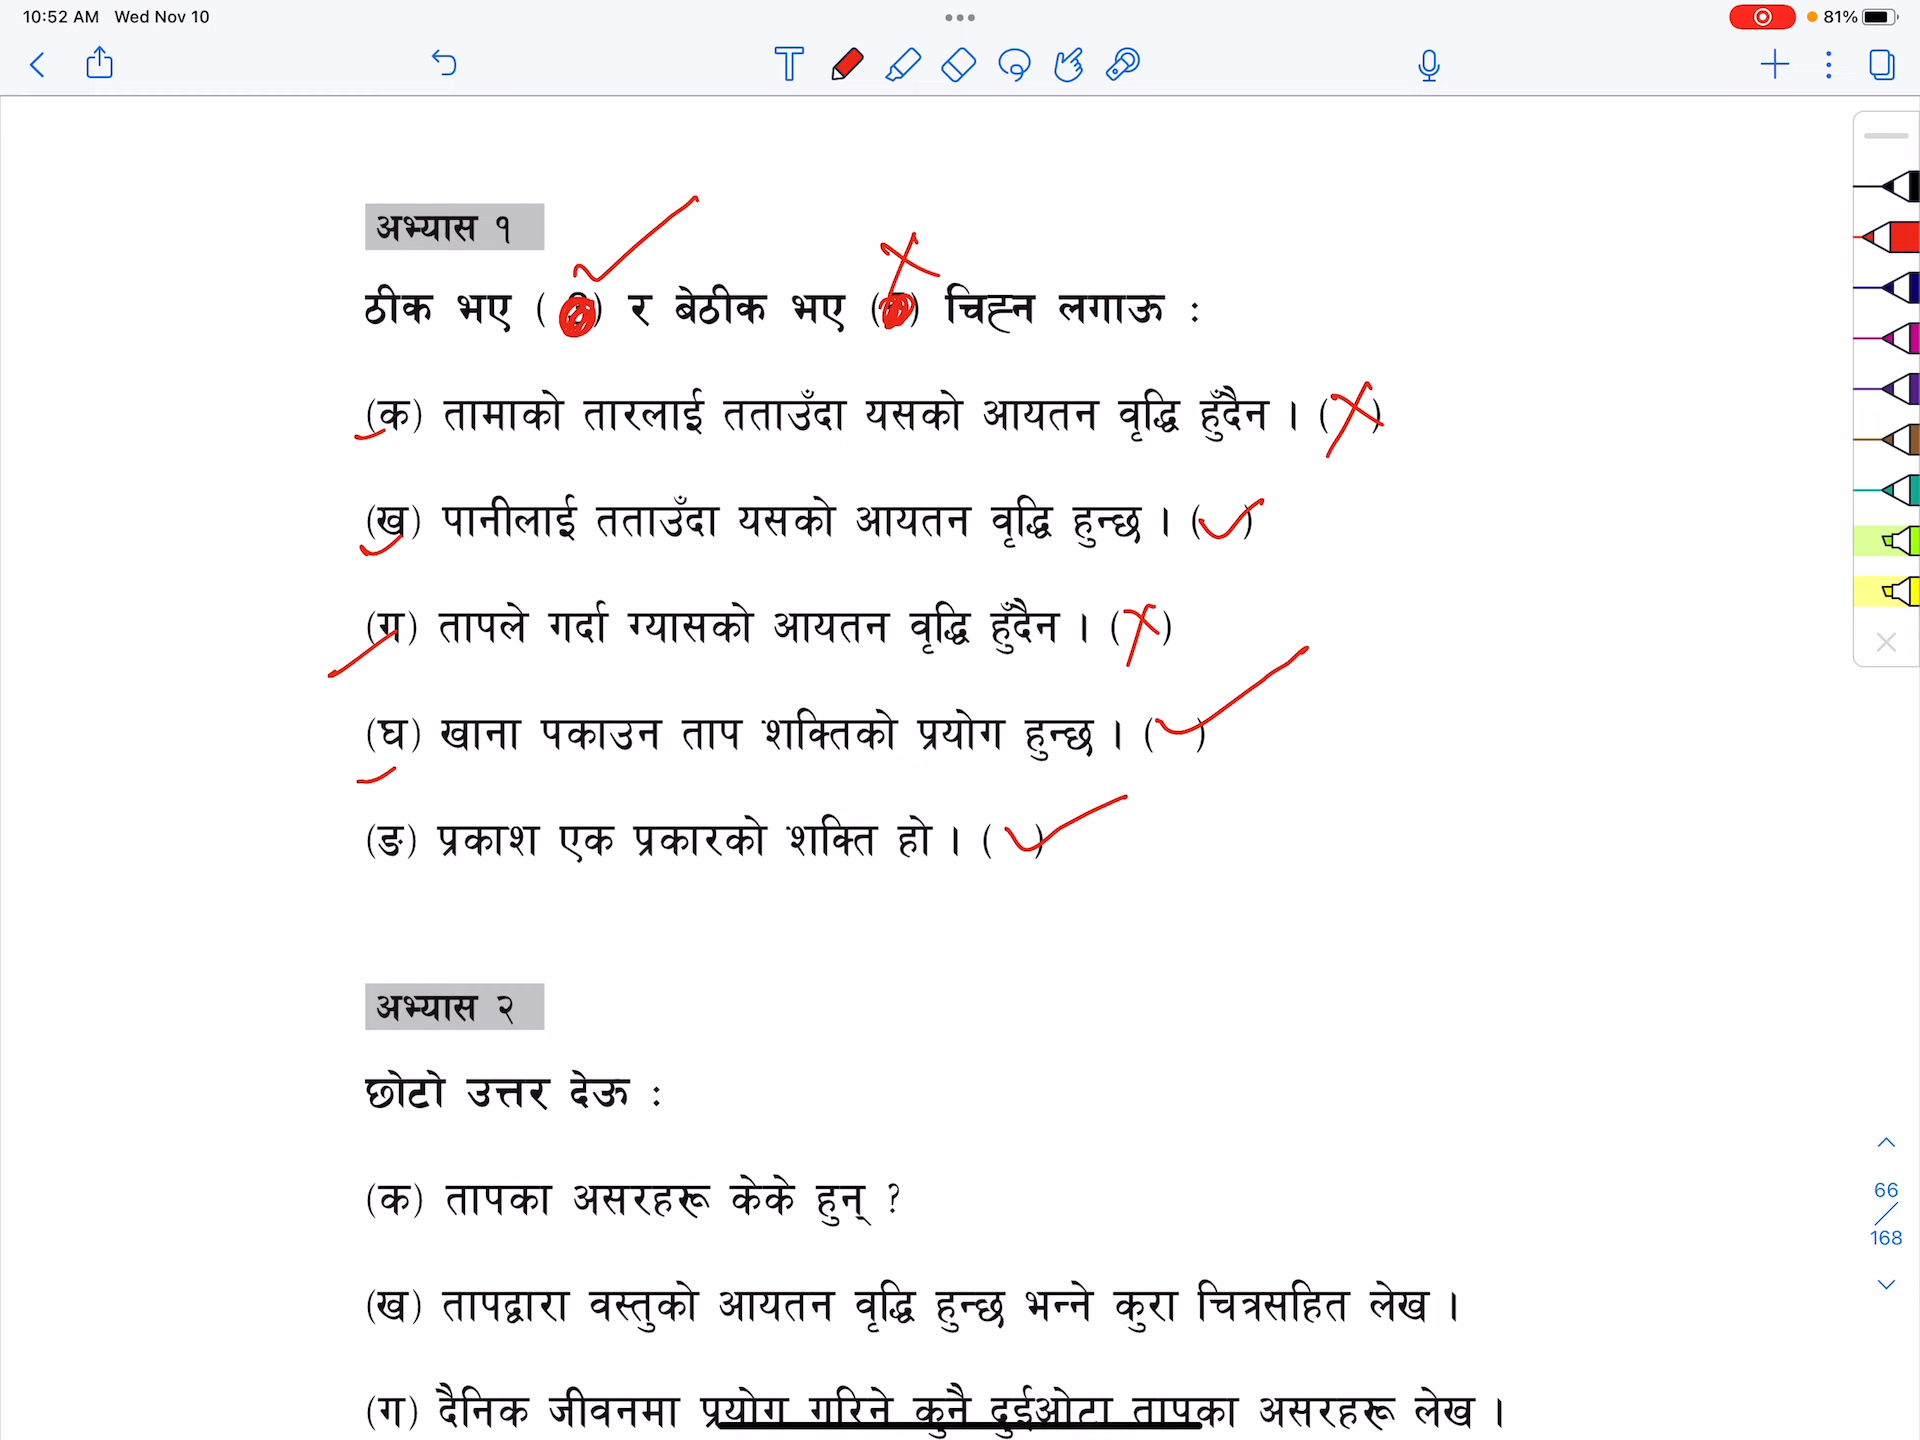 10:52 AM Wed Nov 10
81%
अभ्यास १
ठीक भए ( ) र बेठीक भए ( ) चिह्न लगाऊ :
(क) तामाको तारलाई तताउँदा यसको आयतन वृद्धि हुँदैन । (✗)
(ख) पानीलाई तताउँदा यसको आयतन वृद्धि हुन्छ । (✓)
(ग) तापले गर्दा ग्यासको आयतन वृद्धि हुँदैन । (✗)
(घ) खाना पकाउन ताप शक्तिको प्रयोग हुन्छ । (✓)
(ङ) प्रकाश एक प्रकारको शक्ति हो । (✓)
अभ्यास २
छोटो उत्तर देऊ :
(क) तापका असरहरू केके हुन् ?
(ख) तापद्वारा वस्तुको आयतन वृद्धि हुन्छ भन्ने कुरा चित्रसहित लेख ।
(ग) दैनिक जीवनमा प्रयोग गरिने कुनै दुईओटा तापका असरहरू लेख ।
66
168